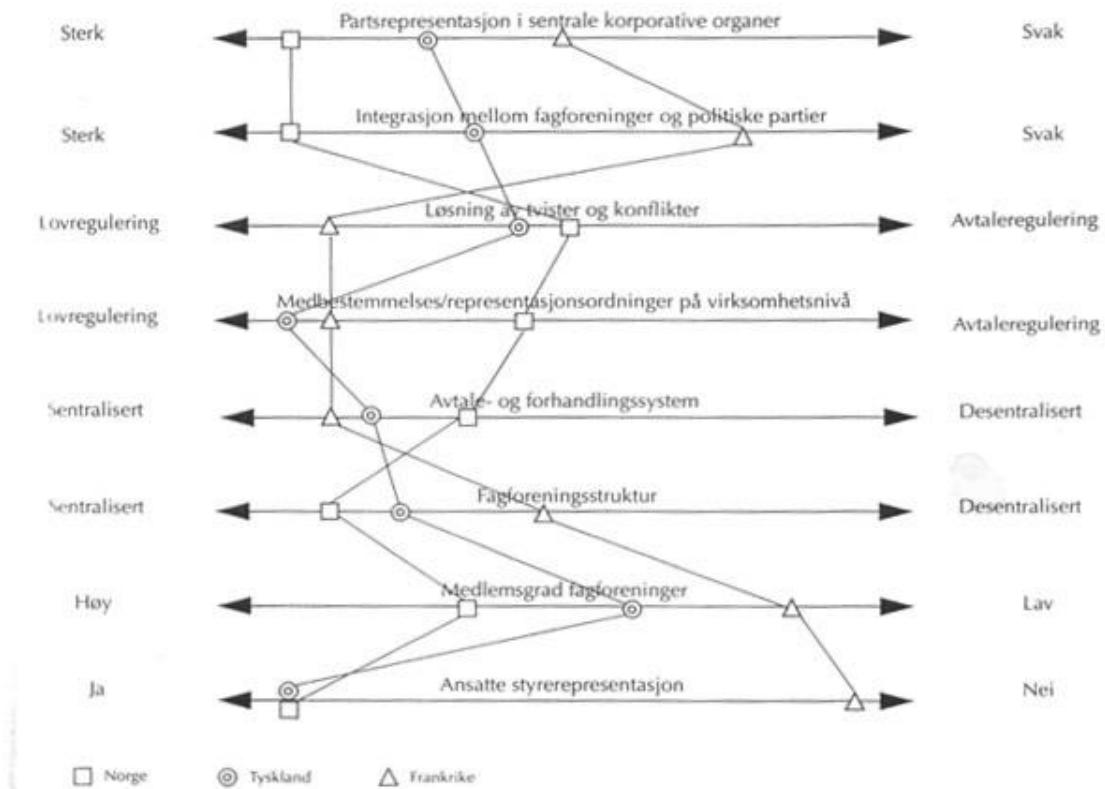 Partsrepresentasjon i sentrale korporative organer
Sterk Svak
Integrasjon mellom fagforeninger og politiske partier
Sterk Svak
Løsning av tvister og konflikter
Lovregulering Avtaleregulering
Medbestemmelses/representasjonsordninger på virksomhetsnivå
Lovregulering Avtaleregulering
Avtale- og forhandlingssystem
Sentralisert Desentralisert
Fagforeningsstruktur
Sentralisert Desentralisert
Medlemsgrad fagforeninger
Høy Lav
Ansatte styrerepresentasjon
Ja Nei
Norge Tyskland Frankrike